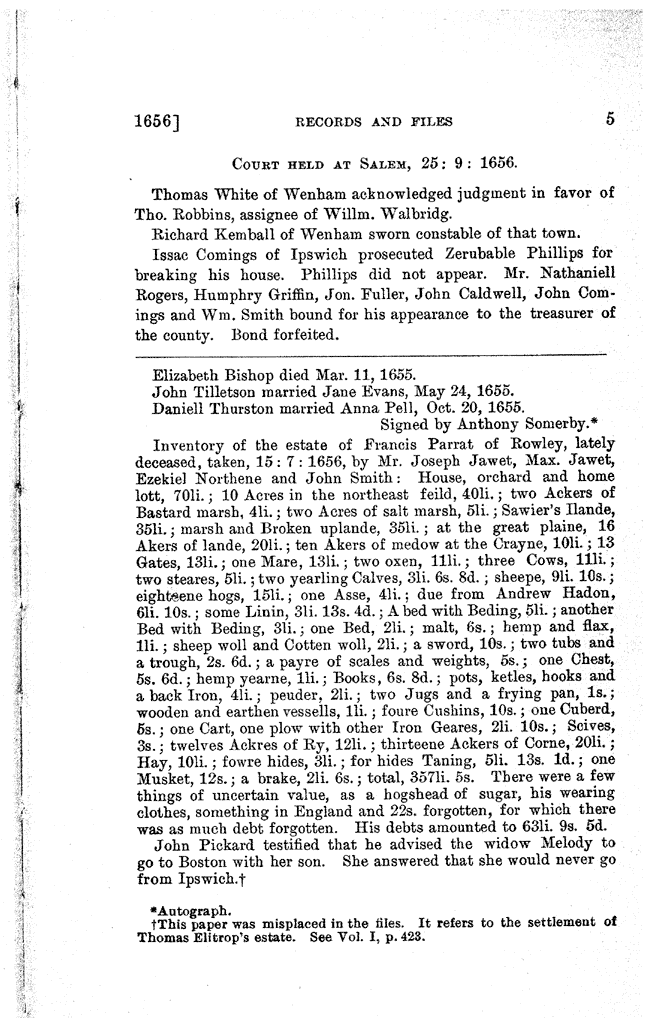 1656] RECORDS AND FILES 5
COURT HELD AT SALEM, 25: 9: 1656.
Thomas White of Wenham acknowledged judgment in favor of
Tho. Robbins, assignee of Willm. Walbridg.
Richard Kemball of Wenham sworn constable of that town.
Issac Comings of Ipswich prosecuted Zerubable Phillips for
breaking his house. Phillips did not appear. Mr. Nathaniell
Rogers, Humphry Griffin, Jon. Fuller, John Caldwell, John Com-
ings and Wm. Smith bound for his appearance to the treasurer of
the county. Bond forfeited.
Elizabeth Bishop died Mar. 11, 1655.
John Tilletson married Jane Evans, May 24, 1655.
Daniell Thurston married Anna Pell, Oct. 20, 1655.
Signed by Anthony Somerby.*
Inventory of the estate of Francis Parrat of Rowley, lately
deceased, taken, 15: 7: 1656, by Mr. Joseph Jawet, Max. Jawet,
Ezekiel Northene and John Smith: House, orchard and home
lott, 70li.; 10 Acres in the northeast feild, 40li.; two Ackers of
Bastard marsh, 4li.; two Acres of salt marsh, 5li.; Sawier's Ilande,
35li.; marsh and Broken uplande, 35li.; at the great plaine, 16
Akers of lande, 20li.; ten Akers of medow at the Crayne, 10li.; 13
Gates, 13li.; one Mare, 13li.; two oxen, 11li.; three Cows, 11li.;
two steares, 5li.; two yearling Calves, 3li. 6s. 8d.; sheepe, 9li. 10s.;
eighteene hogs, 15li.; one Asse, 4li.; due from Andrew Hadon,
6li. 10s.; some Linin, 3li. 13s. 4d.; A bed with Beding, 5li.; another
Bed with Beding, 3li.; one Bed, 2li.; malt, 6s.; hemp and flax,
1li.; sheep woll and Cotten woll, 2li.; a sword, 10s.; two tubs and
a trough, 2s. 6d.; a payre of scales and weights, 5s.; one Chest,
5s. 6d.; hemp yearne, 1li.; Books, 6s. 8d.; pots, ketles, hooks and
a back Iron, 4li.; peuder, 2li.; two Jugs and a frying pan, 1s.;
wooden and earthen vessells, 1li.; foure Cushins, 10s.; one Cuberd,
5s.; one Cart, one plow with other Iron Geares, 2li. 10s.; Scives,
3s.; twelves Ackres of Ry, 12li.; thirteene Ackers of Corne, 20li.;
Hay, 10li.; fowre hides, 3li.; for hides Taning, 5li. 13s. 1d.; one
Musket, 12s.; a brake, 2li. 6s.; total, 357li. 5s. There were a few
things of uncertain value, as a hogshead of sugar, his wearing
clothes, something in England and 22s. forgotten, for which there
was as much debt forgotten. His debts amounted to 63li. 9s. 5d.
John Pickard testified that he advised the widow Melody to
go to Boston with her son. She answered that she would never go
from Ipswich.†
*Autograph.
†This paper was misplaced in the files. It refers to the settlement of
Thomas Elitrop's estate. See Vol. I, p. 423.